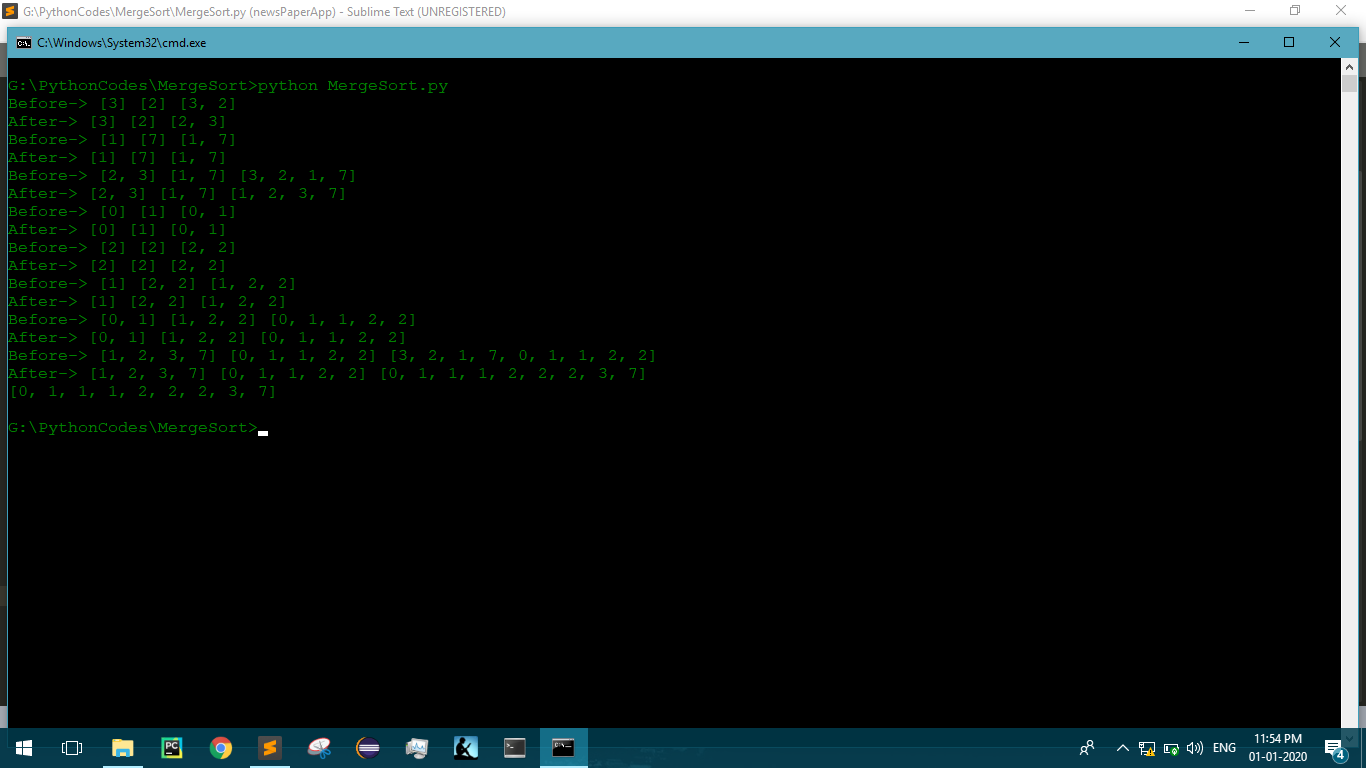 G:\PythonCodes\MergeSort\MergeSort.py (newsPaperApp) - Sublime Text (UNREGISTERED)
C:\Windows\System32\cmd.exe
G:\PythonCodes\MergeSort>python MergeSort.py
Before-> [3] [2] [3, 2]
After-> [3] [2] [2, 3]
Before-> [1] [7] [1, 7]
After-> [1] [7] [1, 7]
Before-> [2, 3] [1, 7] [3, 2, 1, 7]
After-> [2, 3] [1, 7] [1, 2, 3, 7]
Before-> [0] [1] [0, 1]
After-> [0] [1] [0, 1]
Before-> [2] [2] [2, 2]
After-> [2] [2] [2, 2]
Before-> [1] [2, 2] [1, 2, 2]
After-> [1] [2, 2] [1, 2, 2]
Before-> [0, 1] [1, 2, 2] [0, 1, 1, 2, 2]
After-> [0, 1] [1, 2, 2] [0, 1, 1, 2, 2]
Before-> [1, 2, 3, 7] [0, 1, 1, 2, 2] [3, 2, 1, 7, 0, 1, 1, 2, 2]
After-> [1, 2, 3, 7] [0, 1, 1, 2, 2] [0, 1, 1, 1, 2, 2, 2, 3, 7]
[0, 1, 1, 1, 2, 2, 2, 3, 7]
G:\PythonCodes\MergeSort>
PC
C:\.
ENG
11:54 PM
01-01-2020
4